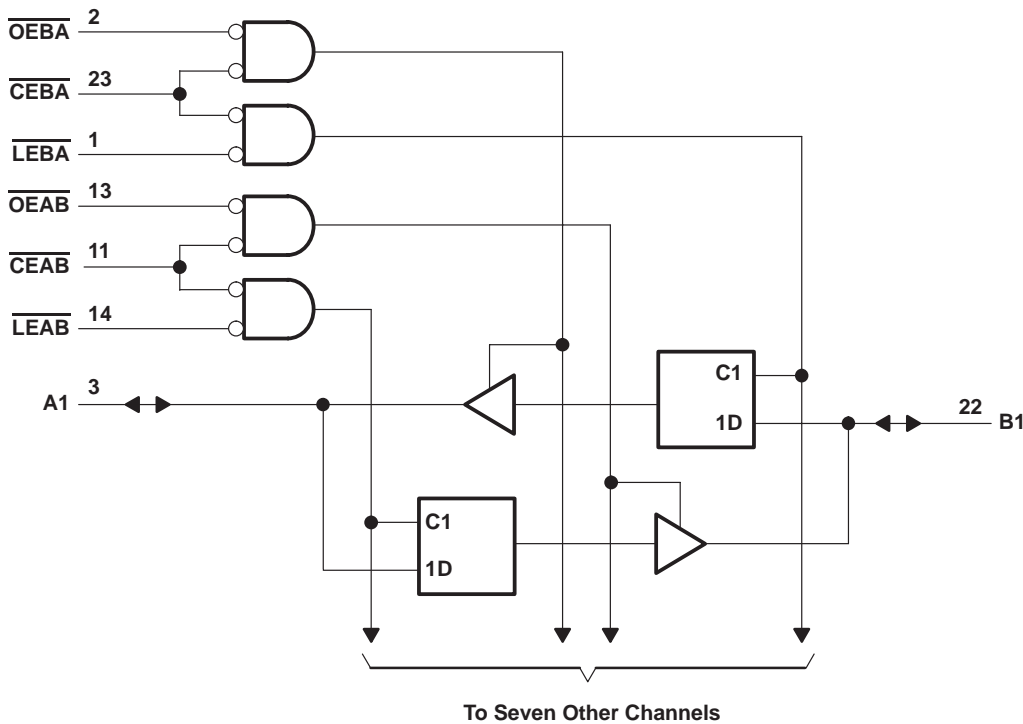 OEBA 2
CEBA 23
LEBA 1
OEAB 13
CEAB 11
LEAB 14
A1 3
C1
1D
22 B1
C1
1D
To Seven Other Channels